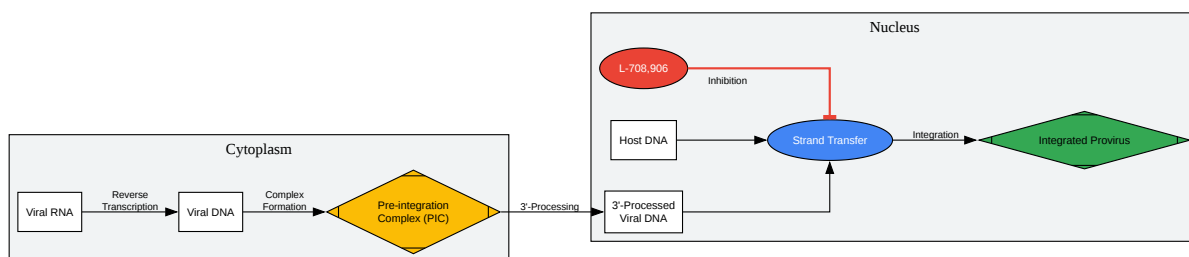 Nucleus
L-708,906
Inhibition
Host DNA
Strand Transfer
Integration
Integrated Provirus
Cytoplasm
Viral RNA
Reverse
Transcription
Viral DNA
Complex
Formation
Pre-integration
Complex (PIC)
3'-Processing
3'-Processed
Viral DNA